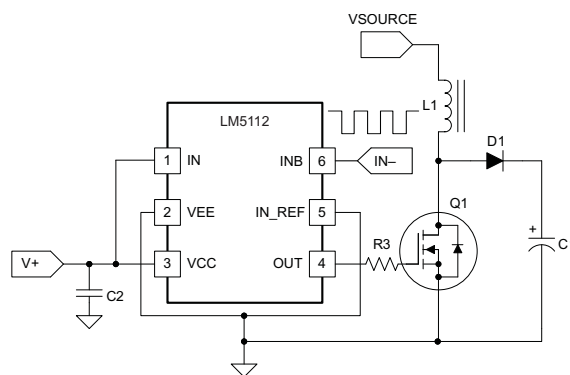 VSOURCE
L1
LM5112
D1
1 IN
INB 6
IN–
2 VEE
IN_REF 5
Q1
R3
+
C
V+
3 VCC
OUT 4
C2